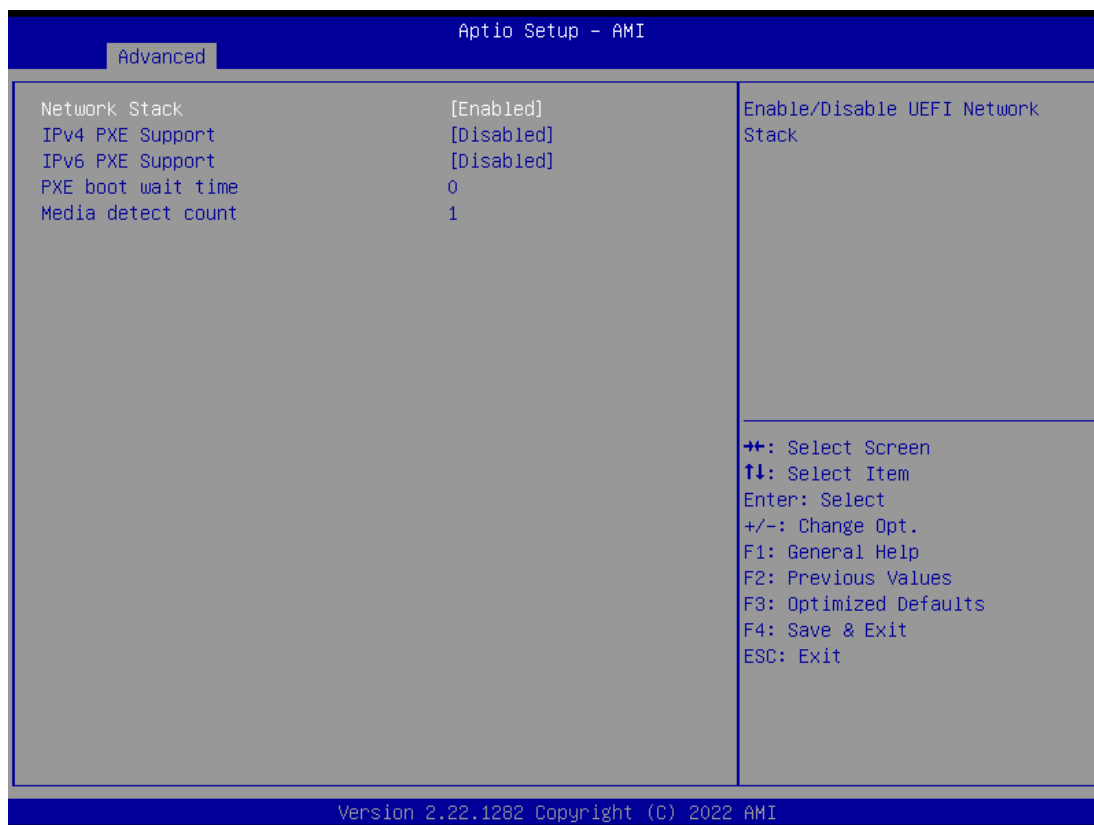 Aptio Setup – AMI
Advanced
Network Stack [Enabled]
IPv4 PXE Support [Disabled]
IPv6 PXE Support [Disabled]
PXE boot wait time 0
Media detect count 1
Enable/Disable UEFI Network
Stack
→←: Select Screen
↑↓: Select Item
Enter: Select
+/-: Change Opt.
F1: General Help
F2: Previous Values
F3: Optimized Defaults
F4: Save & Exit
ESC: Exit
Version 2.22.1282 Copyright (C) 2022 AMI